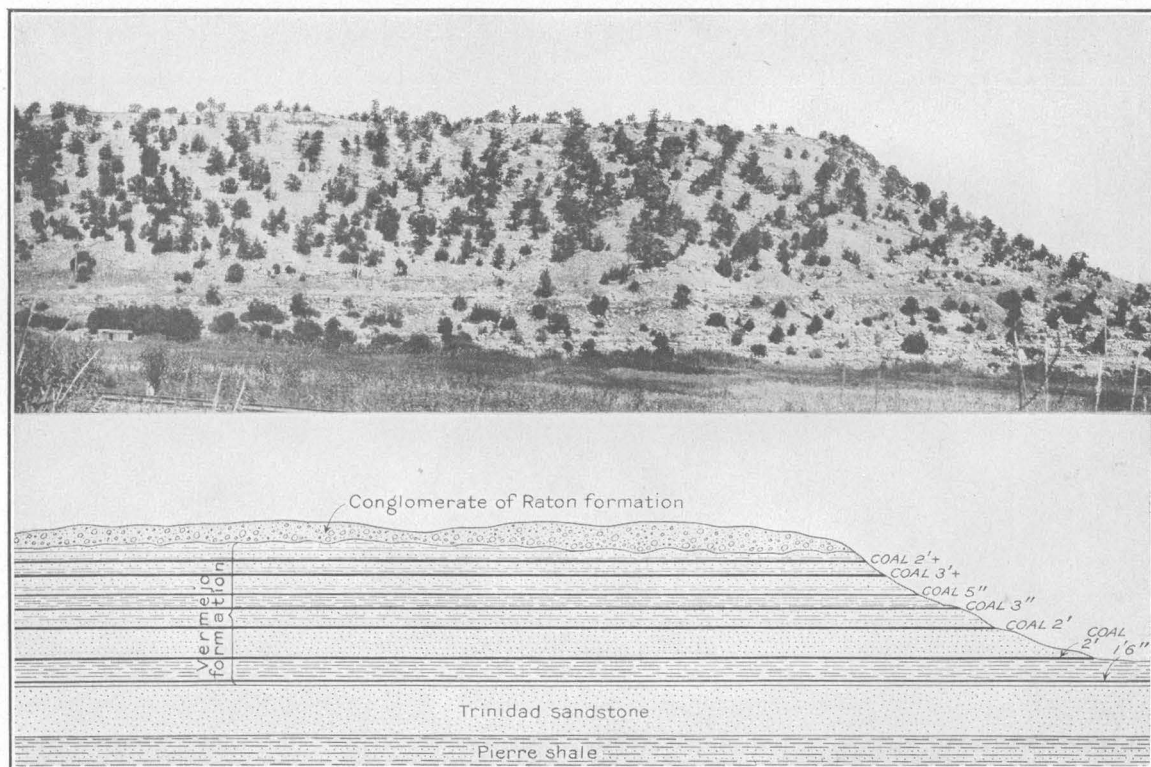 Conglomerate of Raton formation
COAL 2'+
COAL 3'+
COAL 5"
COAL 3"
COAL 2'
COAL
2'
1'6"
Vermejo
formation
Trinidad sandstone
Pierre shale